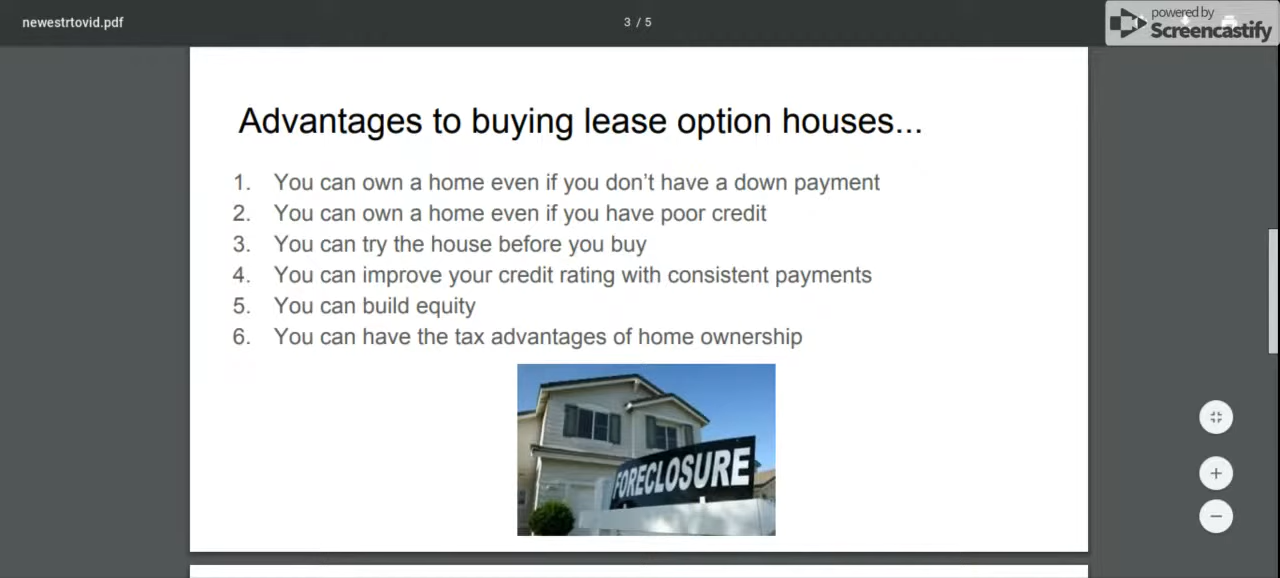 newestrtovid.pdf
3 / 5
powered by
Screencastify
Advantages to buying lease option houses...
1. You can own a home even if you don’t have a down payment
2. You can own a home even if you have poor credit
3. You can try the house before you buy
4. You can improve your credit rating with consistent payments
5. You can build equity
6. You can have the tax advantages of home ownership
FORECLOSURE